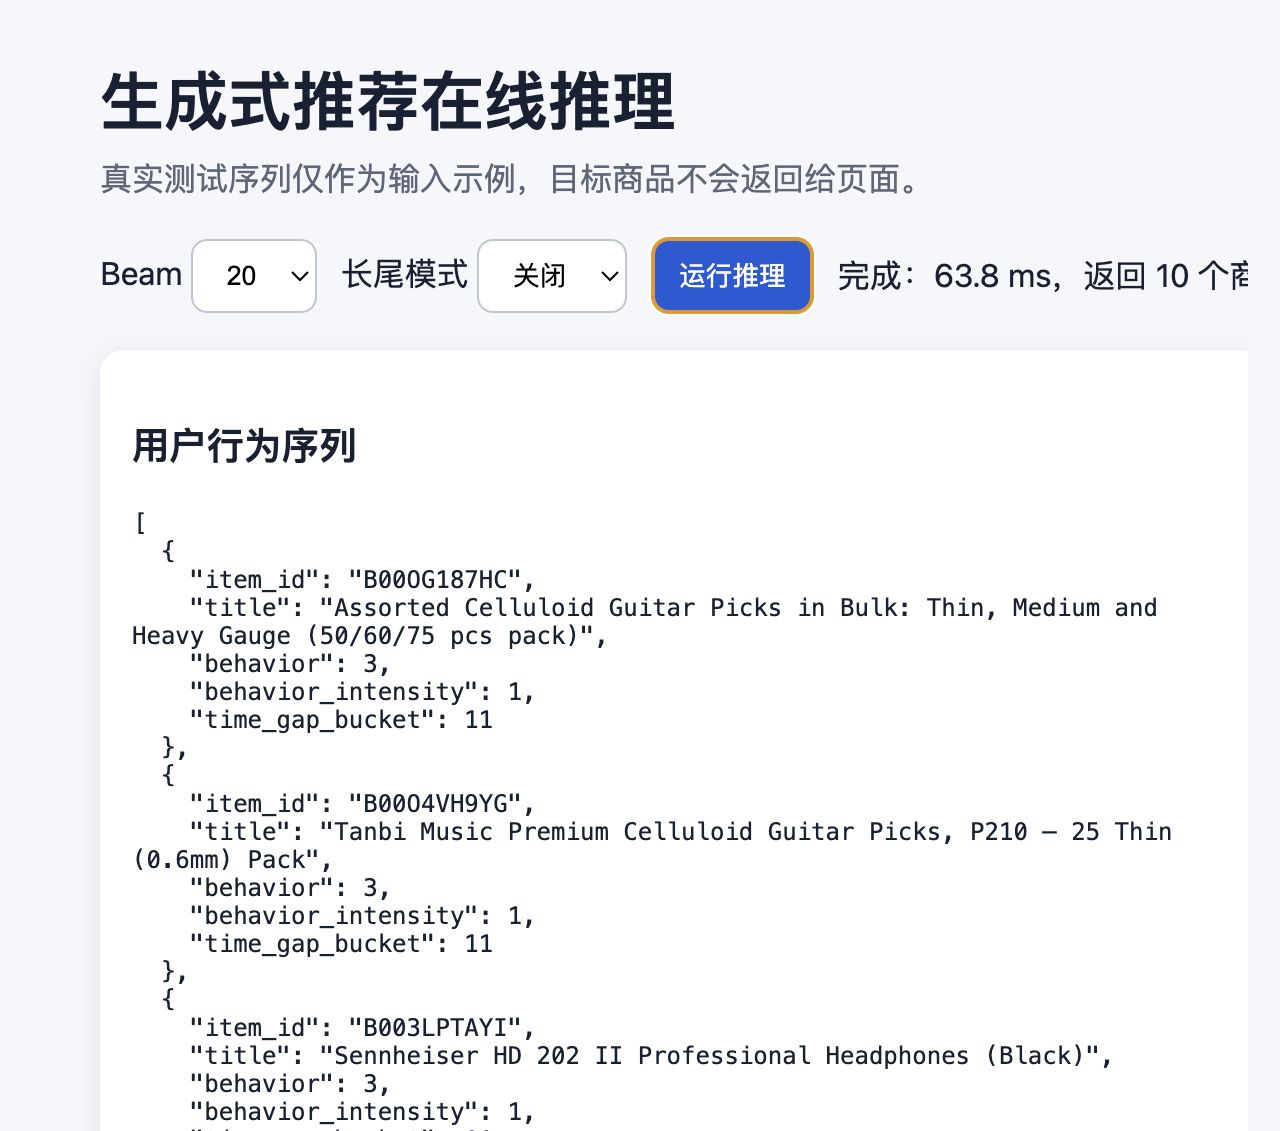 生成式推荐在线推理
真实测试序列仅作为输入示例，目标商品不会返回给页面。
Beam 20 长尾模式 关闭 运行推理 完成：63.8 ms，返回 10 个
用户行为序列
[
  {
    "item_id": "B00OG187HC",
    "title": "Assorted Celluloid Guitar Picks in Bulk: Thin, Medium and
Heavy Gauge (50/60/75 pcs pack)",
    "behavior": 3,
    "behavior_intensity": 1,
    "time_gap_bucket": 11
  },
  {
    "item_id": "B00O4VH9YG",
    "title": "Tanbi Music Premium Celluloid Guitar Picks, P210 – 25 Thin
(0.6mm) Pack",
    "behavior": 3,
    "behavior_intensity": 1,
    "time_gap_bucket": 11
  },
  {
    "item_id": "B003LPTAYI",
    "title": "Sennheiser HD 202 II Professional Headphones (Black)",
    "behavior": 3,
    "behavior_intensity": 1,